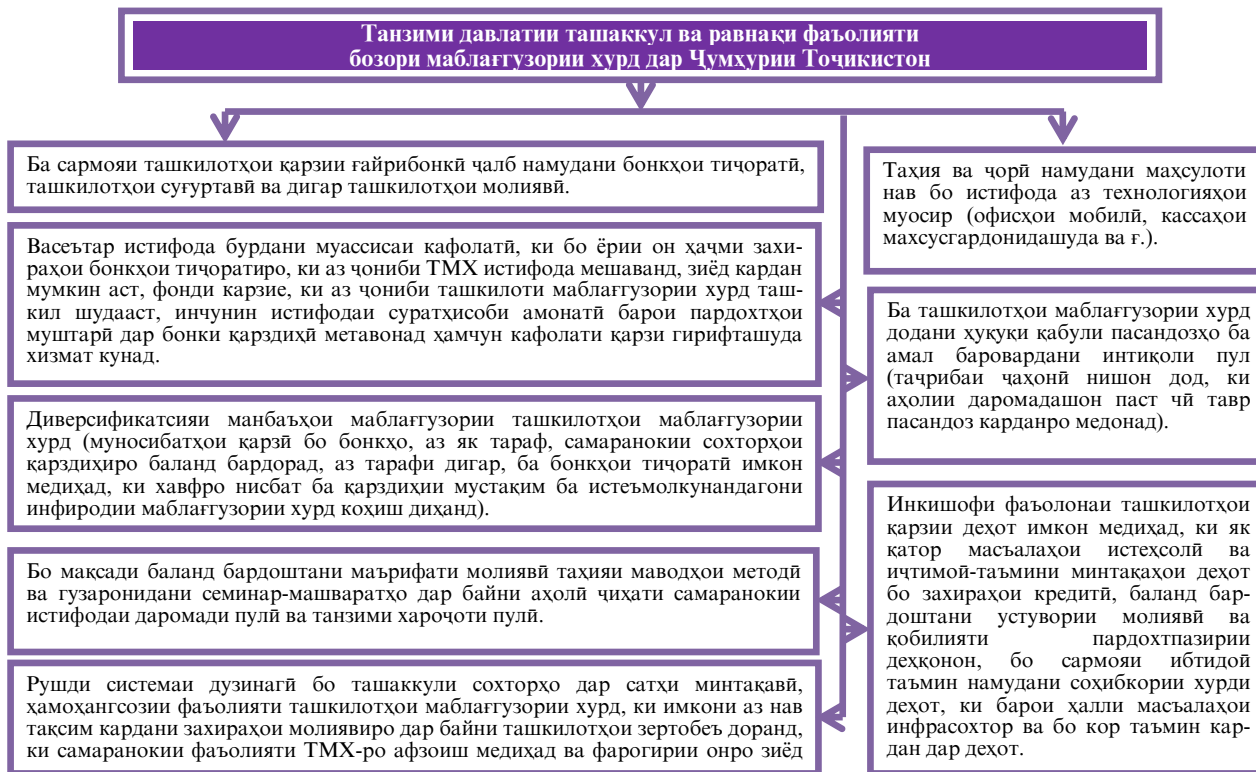 Танзими давлатии ташаккул ва равнақи фаъолияти
бозори маблағгузории хурд дар Ҷумҳурии Тоҷикистон
Ба сармояи ташкилотҳои қарзии ғайрибонкӣ ҷалб намудани бонкҳои тиҷоратӣ,
ташкилотҳои суғуртавӣ ва дигар ташкилотҳои молиявӣ.
Васеътар истифода бурдани муассисаи кафолатӣ, ки бо ёрии он ҳаҷми захи-
раҳои бонкҳои тиҷоратиро, ки аз ҷониби ТМХ истифода мешаванд, зиёд кардан
мумкин аст, фонди карзие, ки аз ҷониби ташкилоти маблағгузории хурд таш-
кил шудааст, инчунин истифодаи суратҳисоби амонатӣ барои пардохтҳои
муштарӣ дар бонки қарздиҳӣ метавонад ҳамчун кафолати қарзи гирифташуда
хизмат кунад.
Диверсификатсияи манбаъҳои маблағгузории ташкилотҳои маблағгузории
хурд (муносибатҳои қарзӣ бо бонкҳо, аз як тараф, самаранокии сохторҳои
қарздиҳиро баланд бардорад, аз тарафи дигар, ба бонкҳои тиҷоратӣ имкон
медиҳад, ки хавфро нисбат ба қарздиҳии мустақим ба истеъмолкунандагони
инфиродии маблағгузории хурд коҳиш диҳанд).
Бо мақсади баланд бардоштани маърифати молиявӣ таҳияи маводҳои методӣ
ва гузаронидани семинар-машваратҳо дар байни аҳолӣ ҷиҳати самаранокии
истифодаи даромади пулӣ ва танзими хароҷоти пулӣ.
Рушди системаи дузинагӣ бо ташаккули сохторҳо дар сатҳи минтақавӣ,
ҳамоҳангсозии фаъолияти ташкилотҳои маблағгузории хурд, ки имкони аз нав
тақсим кардани захираҳои молиявиро дар байни ташкилотҳои зертобеъ доранд,
ки самаранокии фаъолияти ТМХ-ро афзоиш медиҳад ва фарогирии онро зиёд
Таҳия ва ҷорӣ намудани маҳсулоти
нав бо истифода аз технологияҳои
муосир (офисҳои мобилӣ, кассаҳои
махсусгардонидашуда ва ғ.).
Ба ташкилотҳои маблағгузории хурд
додани ҳуқуқи қабули пасандозҳо ба
амал баровардани интиқоли пул
(таҷрибаи ҷаҳонӣ нишон дод, ки
аҳолии даромадашон паст чӣ тавр
пасандоз карданро медонад).
Инкишофи фаъолонаи ташкилотҳои
қарзии деҳот имкон медиҳад, ки як
қатор масъалаҳои истеҳсолӣ ва
иҷтимоӣ-таъмини минтақаҳои деҳот
бо захираҳои кредитӣ, баланд бар-
доштани устувории молиявӣ ва
қобилияти пардохтпазирии
деҳқонон, бо сармояи ибтидоӣ
таъмин намудани соҳибкории хурди
деҳот, ки барои ҳалли масъалаҳои
инфрасохтор ва бо кор таъмин кар-
дан дар деҳот.